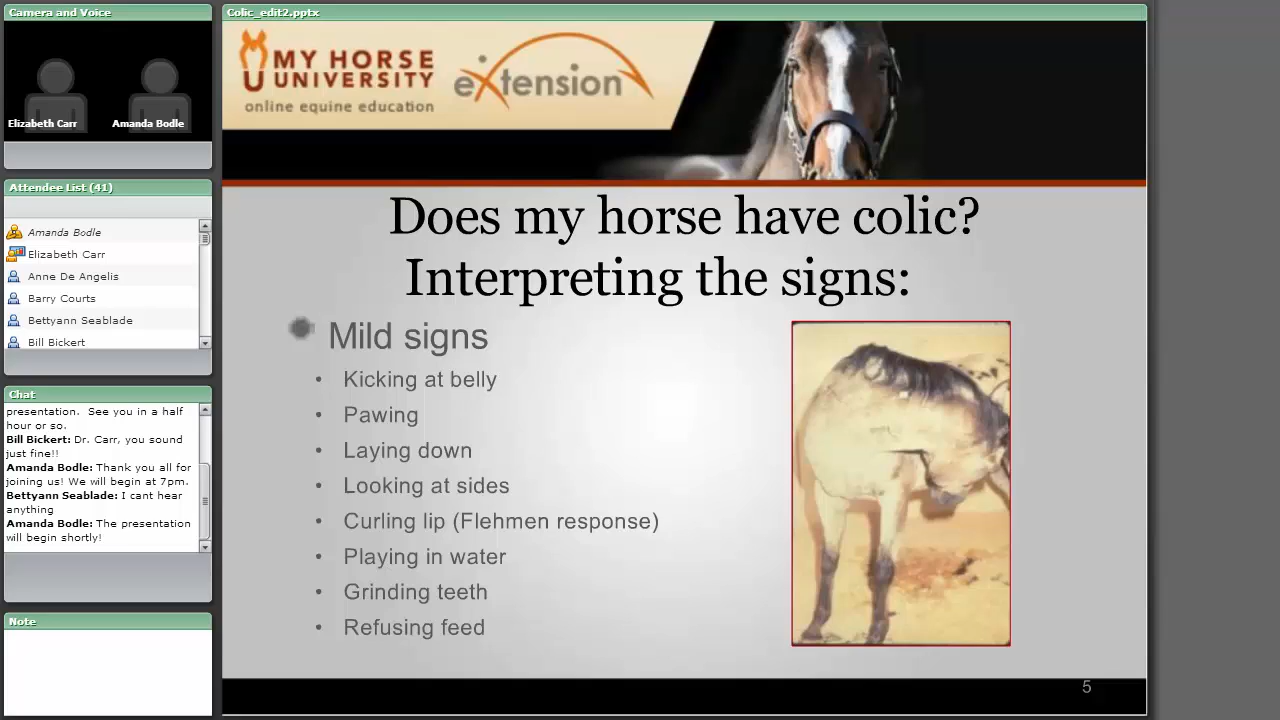 Camera and Voice
Elizabeth Carr
Amanda Bodle
Attendee List (41)
Amanda Bodle
Elizabeth Carr
Anne De Angelis
Barry Courts
Bettyann Seablade
Bill Bickert
Chat
presentation. See you in a half
hour or so.
Bill Bickert: Dr. Carr, you sound
just fine!!
Amanda Bodle: Thank you all for
joining us! We will begin at 7pm.
Bettyann Seablade: I cant hear
anything
Amanda Bodle: The presentation
will begin shortly!
Note
Colic_edit2.pptx
MY HORSE
UNIVERSITY
online equine education
eXtension
Does my horse have colic?
Interpreting the signs:
Mild signs
• Kicking at belly
• Pawing
• Laying down
• Looking at sides
• Curling lip (Flehmen response)
• Playing in water
• Grinding teeth
• Refusing feed
5